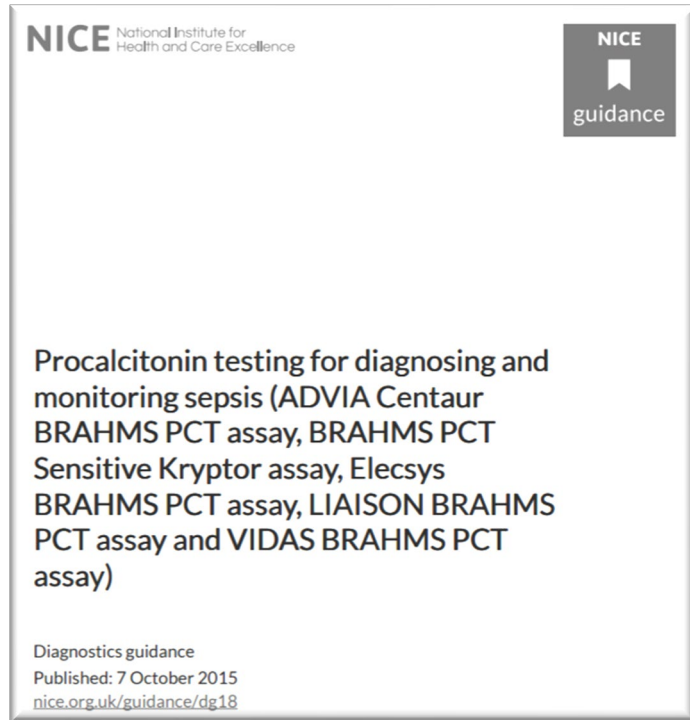 NICE National Institute for
Health and Care Excellence
NICE
guidance
Procalcitonin testing for diagnosing and
monitoring sepsis (ADVIA Centaur
BRAHMS PCT assay, BRAHMS PCT
Sensitive Kryptor assay, Elecsys
BRAHMS PCT assay, LIAISON BRAHMS
PCT assay and VIDAS BRAHMS PCT
assay)
Diagnostics guidance
Published: 7 October 2015
nice.org.uk/guidance/dg18